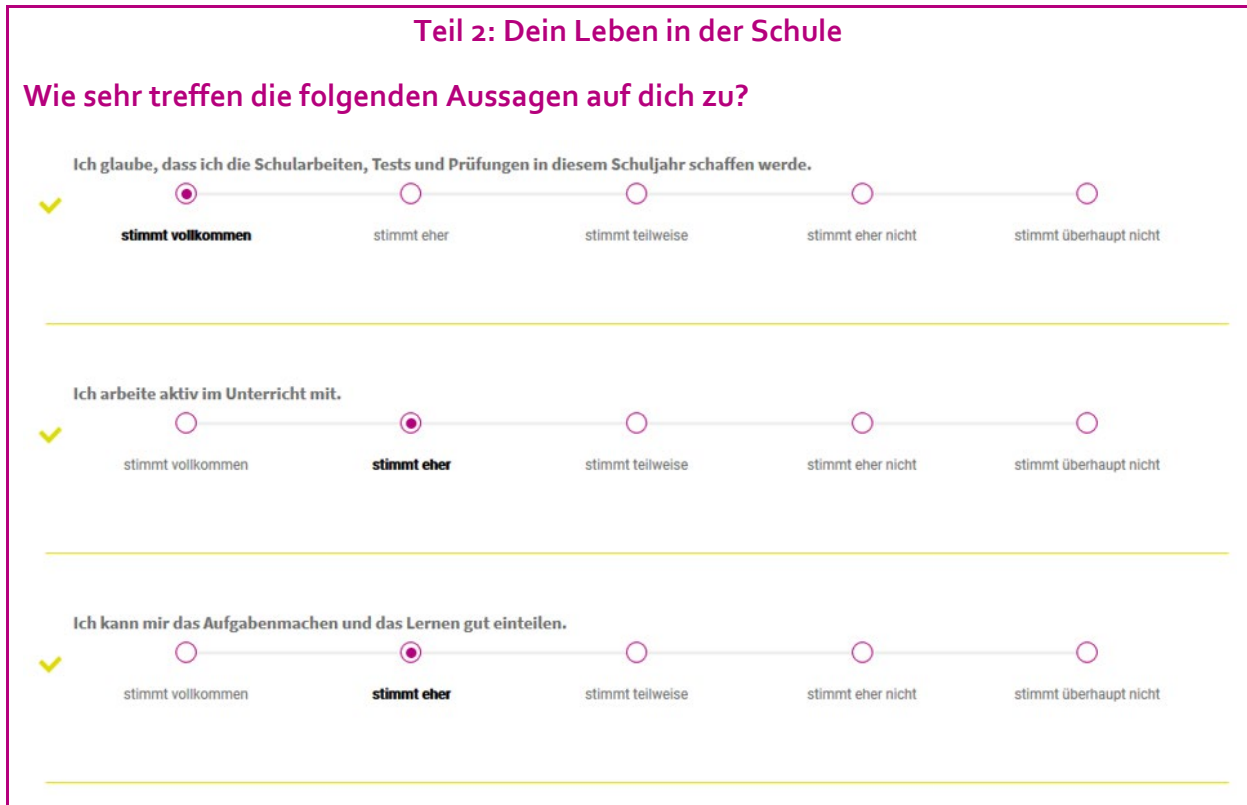 Teil 2: Dein Leben in der Schule
Wie sehr treffen die folgenden Aussagen auf dich zu?
Ich glaube, dass ich die Schularbeiten, Tests und Prüfungen in diesem Schuljahr schaffen werde.
stimmt vollkommen stimmt eher stimmt teilweise stimmt eher nicht stimmt überhaupt nicht
Ich arbeite aktiv im Unterricht mit.
stimmt vollkommen stimmt eher stimmt teilweise stimmt eher nicht stimmt überhaupt nicht
Ich kann mir das Aufgabenmachen und das Lernen gut einteilen.
stimmt vollkommen stimmt eher stimmt teilweise stimmt eher nicht stimmt überhaupt nicht